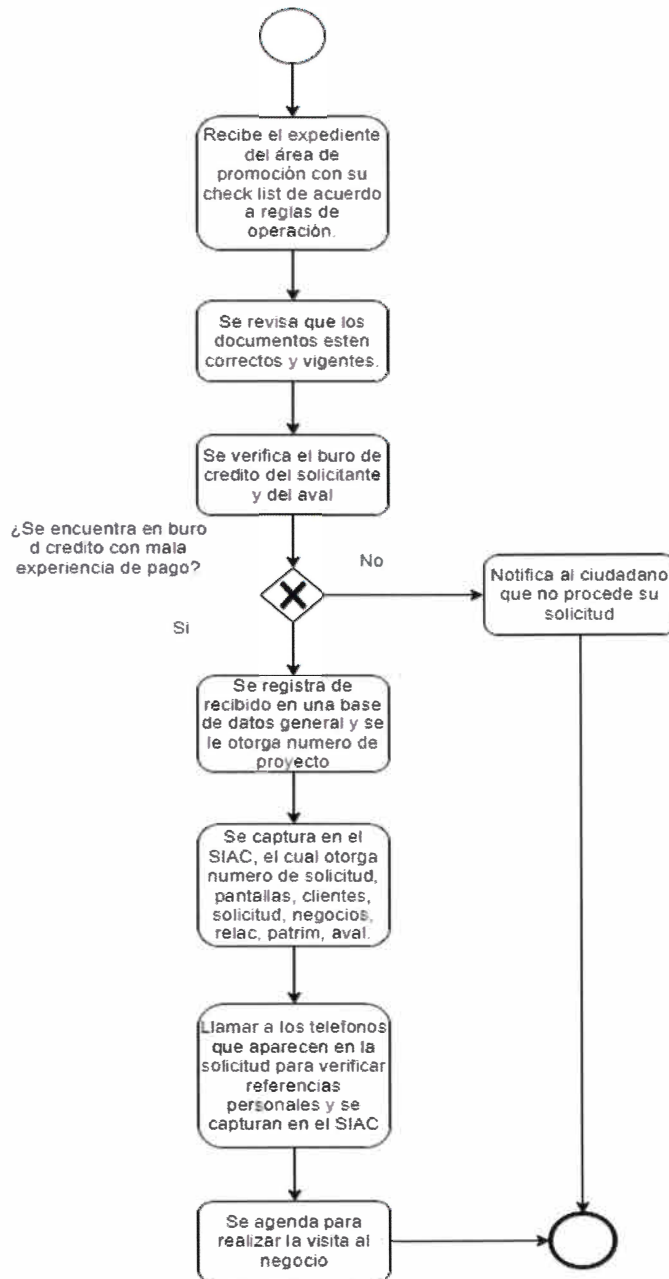 Recibe el expediente
del área de
promoción con su
check list de acuerdo
a reglas de
operación.
Se revisa que los
documentos esten
correctos y vigentes.
Se verifica el buro de
credito del solicitante
y del aval
¿Se encuentra en buro
d credito con mala
experiencia de pago?
No
Notifica al ciudadano
que no procede su
solicitud
Si
Se registra de
recibido en una base
de datos general y se
le otorga numero de
proyecto
Se captura en el
SIAC, el cual otorga
numero de solicitud,
pantallas, clientes,
solicitud, negocios,
relac, patrim, aval.
Llamar a los telefonos
que aparecen en la
solicitud para verificar
referencias
personales y se
capturan en el SIAC
Se agenda para
realizar la visita al
negocio